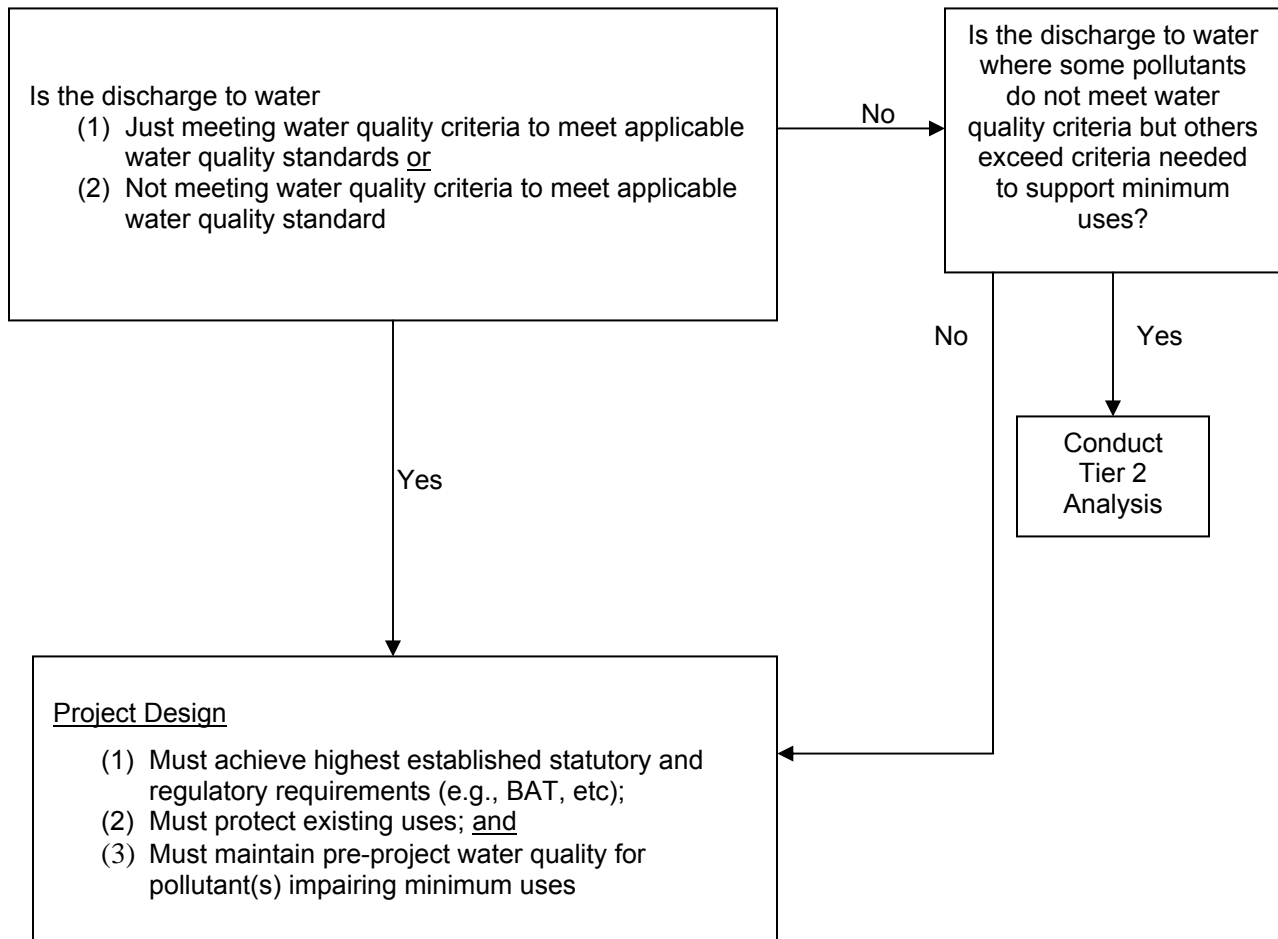 Is the discharge to water
(1) Just meeting water quality criteria to meet applicable
water quality standards or
(2) Not meeting water quality criteria to meet applicable
water quality standard
No
Is the discharge to water
where some pollutants
do not meet water
quality criteria but others
exceed criteria needed
to support minimum
uses?
No
Yes
Conduct
Tier 2
Analysis
Yes
Project Design
(1) Must achieve highest established statutory and
regulatory requirements (e.g., BAT, etc);
(2) Must protect existing uses; and
(3) Must maintain pre-project water quality for
pollutant(s) impairing minimum uses